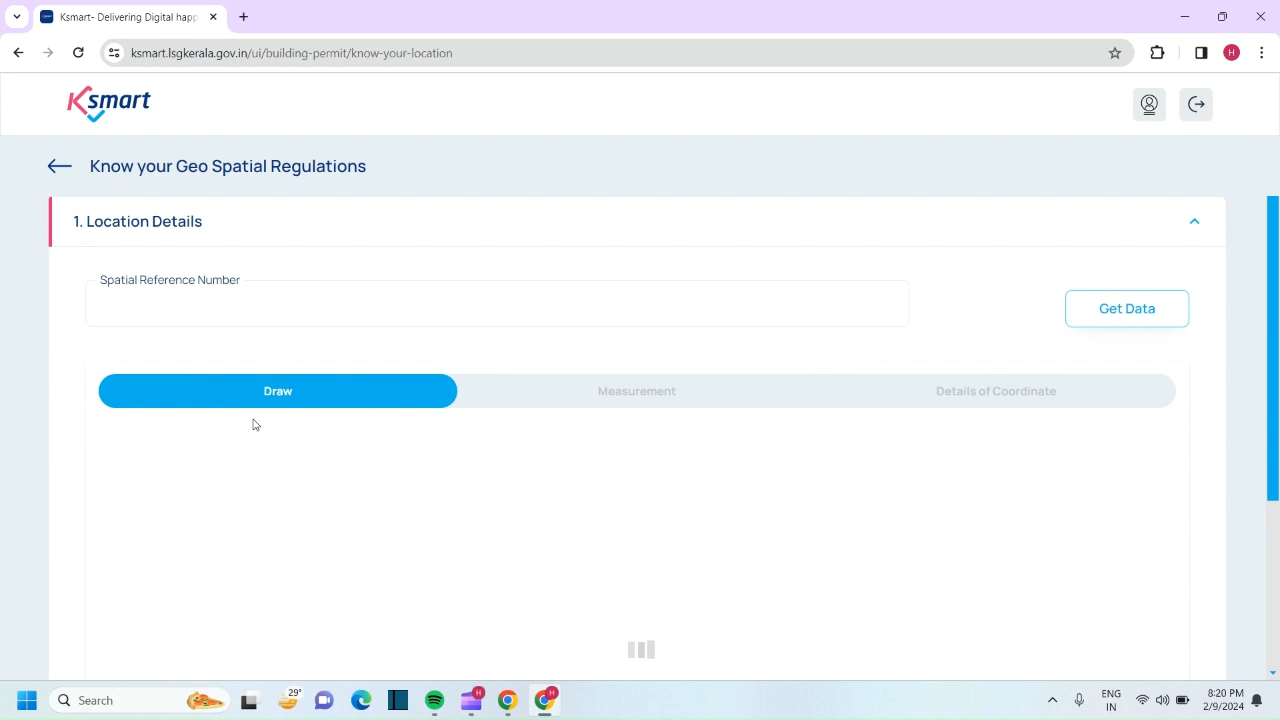 Ksmart- Delivering Digital happ
ksmart.lsgkerala.gov.in/ui/building-permit/know-your-location
H
Ksmart
Know your Geo Spatial Regulations
1. Location Details
Spatial Reference Number
Get Data
Draw
Measurement
Details of Coordinate
Search
29°
H
H
ENG
IN
8:20 PM
2/9/2024